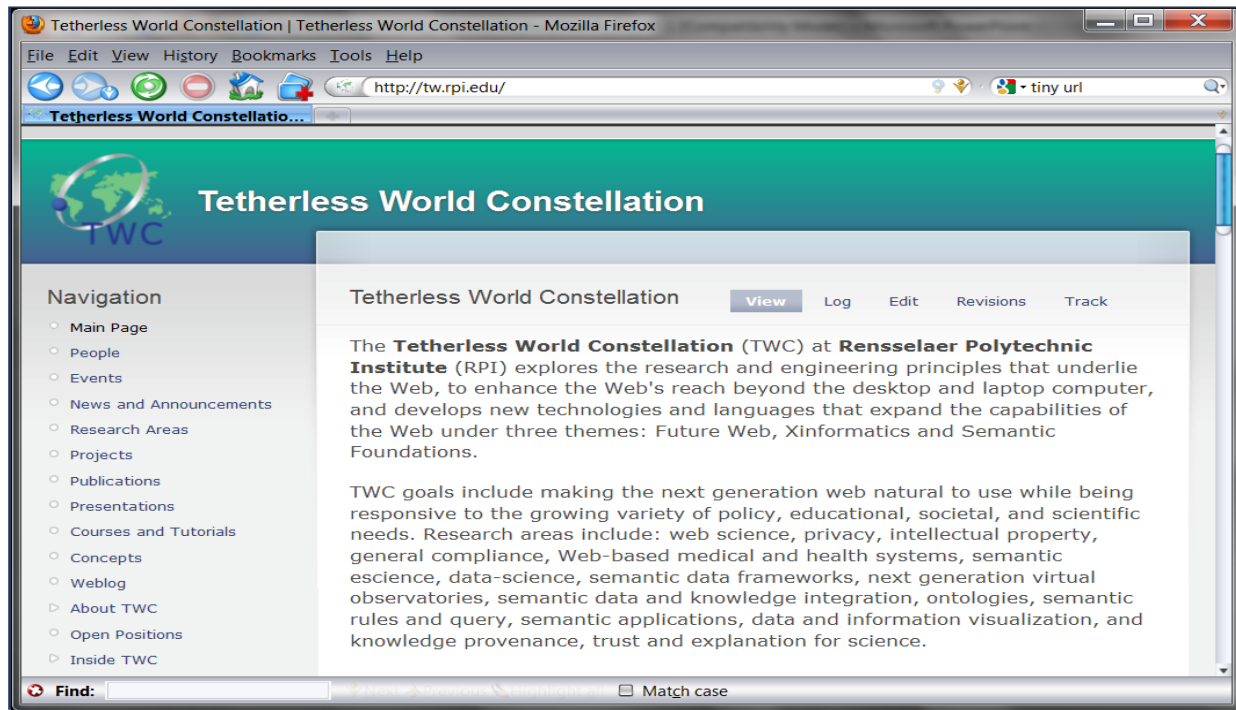 Tetherless World Constellation | Tetherless World Constellation - Mozilla Firefox
File Edit View History Bookmarks Tools Help
http://tw.rpi.edu/ tiny url
Tetherless World Constellatio...
TWC
Tetherless World Constellation
Navigation
Main Page
People
Events
News and Announcements
Research Areas
Projects
Publications
Presentations
Courses and Tutorials
Concepts
Weblog
About TWC
Open Positions
Inside TWC
Tetherless World Constellation View Log Edit Revisions Track
The Tetherless World Constellation (TWC) at Rensselaer Polytechnic
Institute (RPI) explores the research and engineering principles that underlie
the Web, to enhance the Web's reach beyond the desktop and laptop computer,
and develops new technologies and languages that expand the capabilities of
the Web under three themes: Future Web, Xinformatics and Semantic
Foundations.
TWC goals include making the next generation web natural to use while being
responsive to the growing variety of policy, educational, societal, and scientific
needs. Research areas include: web science, privacy, intellectual property,
general compliance, Web-based medical and health systems, semantic
escience, data-science, semantic data frameworks, next generation virtual
observatories, semantic data and knowledge integration, ontologies, semantic
rules and query, semantic applications, data and information visualization, and
knowledge provenance, trust and explanation for science.
Find: Next Previous Highlight all Match case